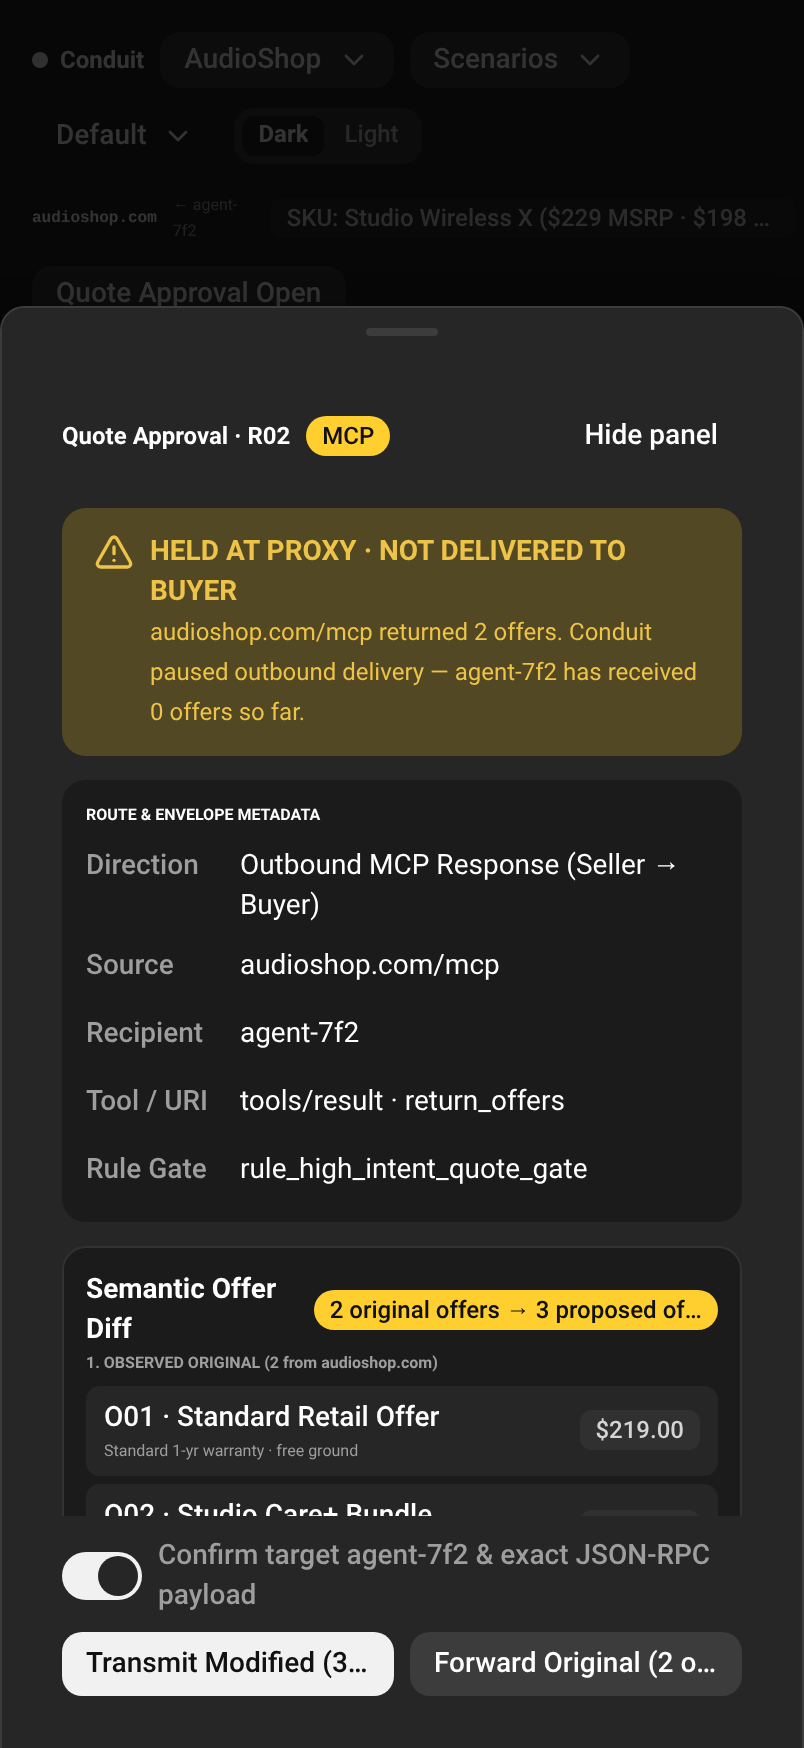 Conduit
AudioShop
Scenarios
Default
Dark
Light
audioshop.com
← agent-
7f2
SKU: Studio Wireless X ($229 MSRP · $198 ...
Quote Approval Open
Quote Approval · R02
MCP
Hide panel
HELD AT PROXY · NOT DELIVERED TO
BUYER
audioshop.com/mcp returned 2 offers. Conduit
paused outbound delivery — agent-7f2 has received
0 offers so far.
ROUTE & ENVELOPE METADATA
Direction
Outbound MCP Response (Seller →
Buyer)
Source
audioshop.com/mcp
Recipient
agent-7f2
Tool / URI
tools/result · return_offers
Rule Gate
rule_high_intent_quote_gate
Semantic Offer
Diff
2 original offers → 3 proposed of...
1. OBSERVED ORIGINAL (2 from audioshop.com)
O01 · Standard Retail Offer
$219.00
Standard 1-yr warranty · free ground
O02 · Studio Care+ Bundle
Confirm target agent-7f2 & exact JSON-RPC
payload
Transmit Modified (3...
Forward Original (2 o...